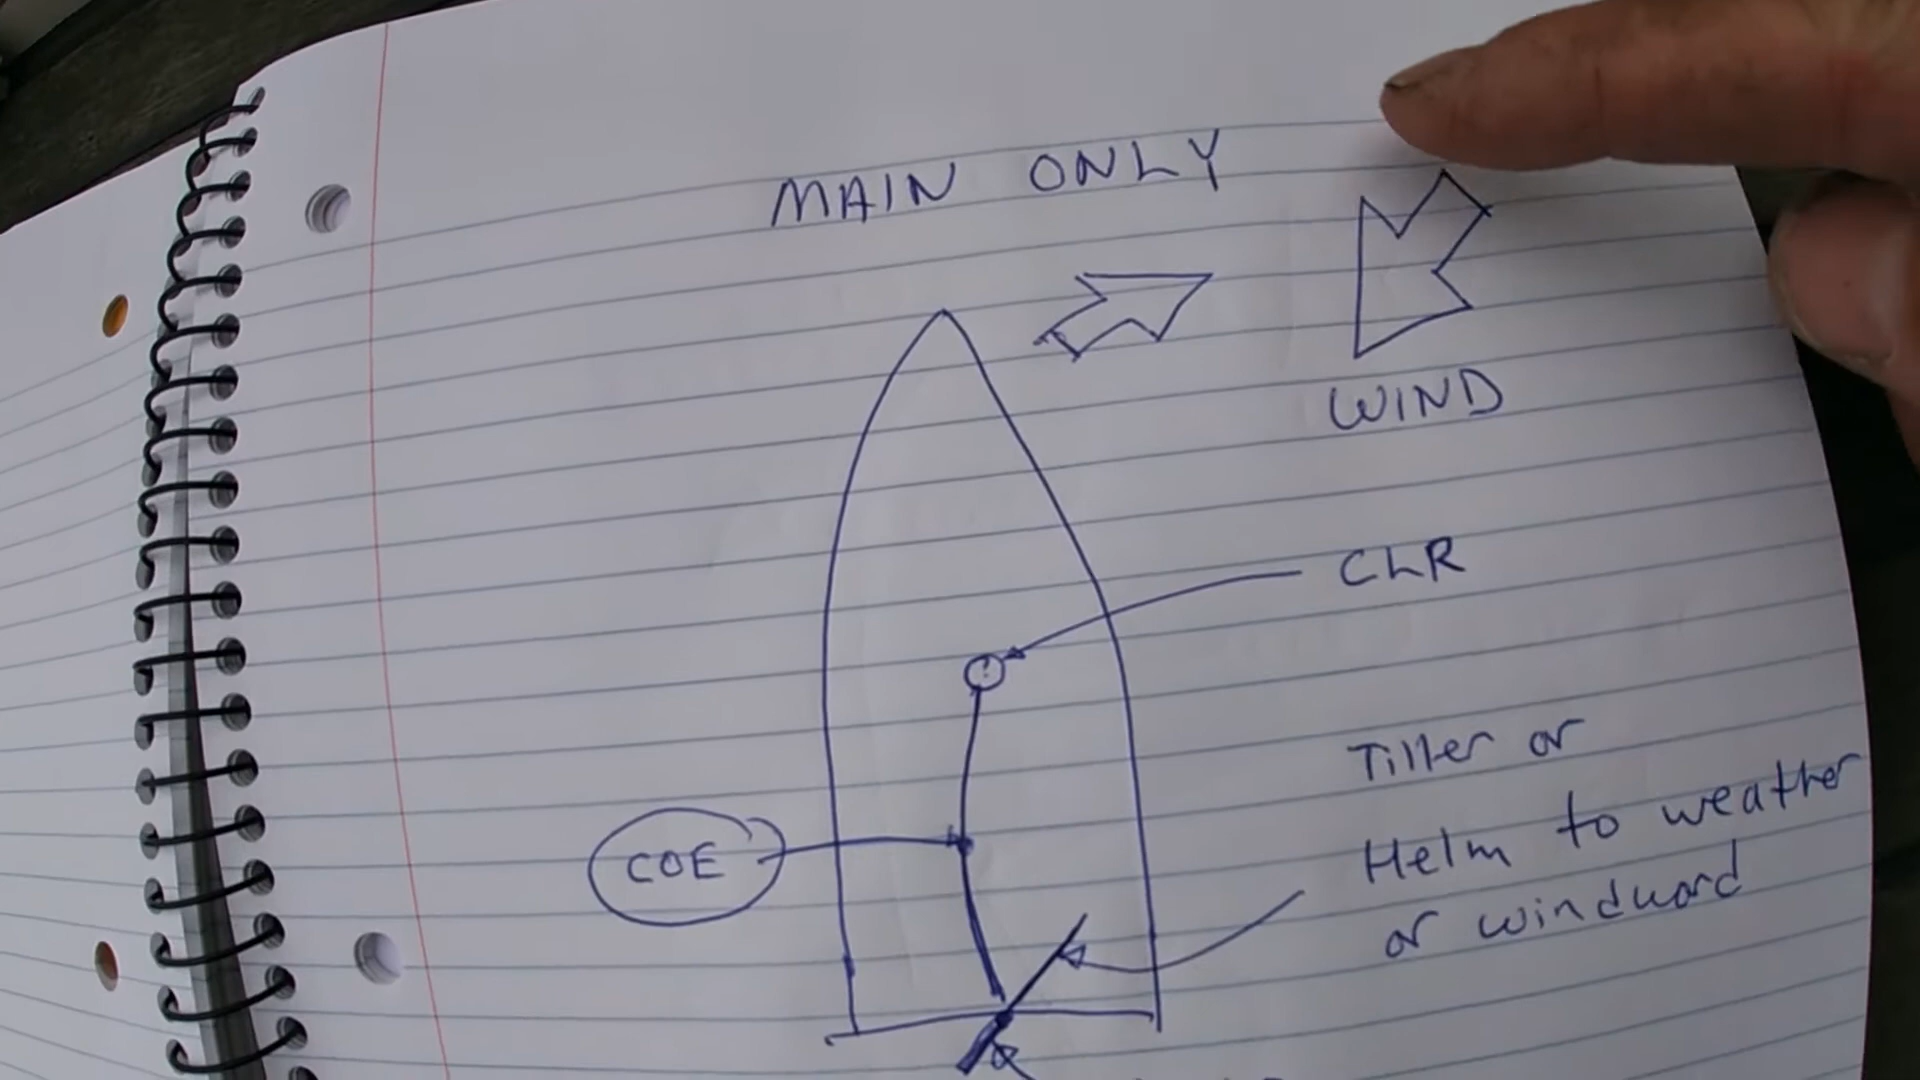 MAIN ONLY
WIND
CLR
Tiller or
Helm to weather
or windward
COE